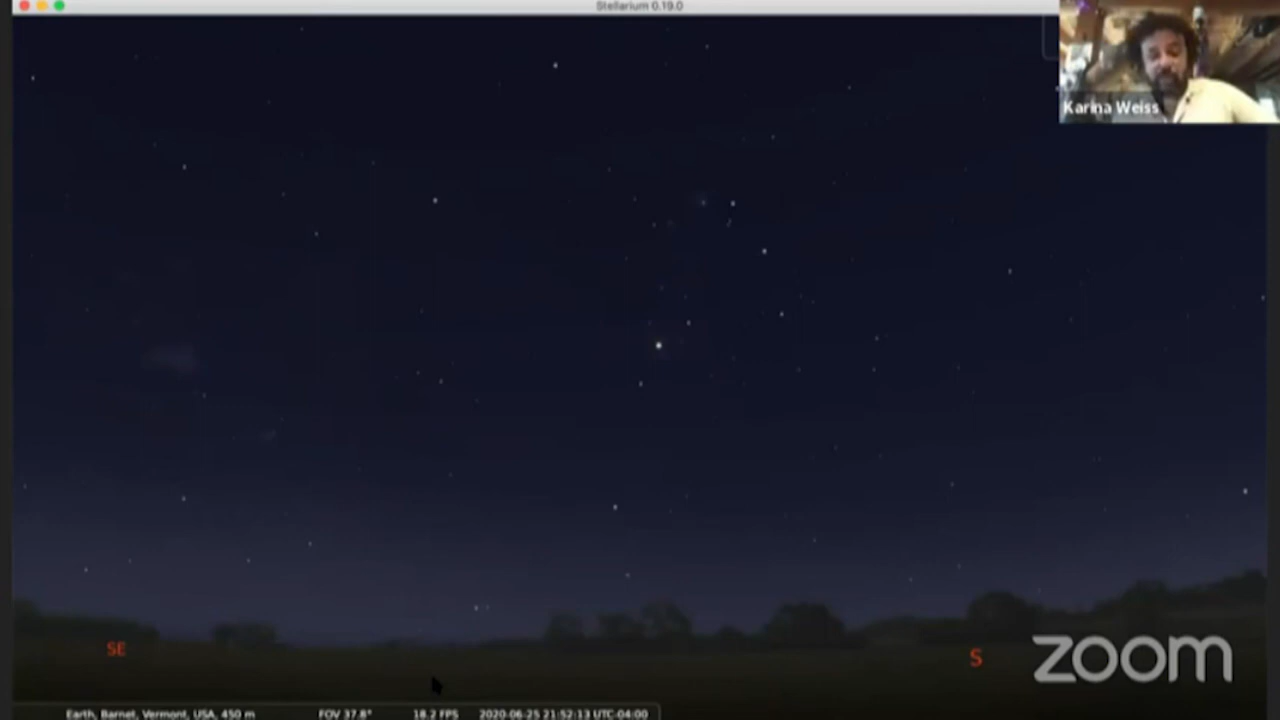 Stellarium 0.19.0
Karina Weiss
SE
S
zoom
Earth, Barnet, Vermont, USA, 450 m FOV 37.8° 18.2 FPS 2020-06-25 21:52:13 UTC-04:00